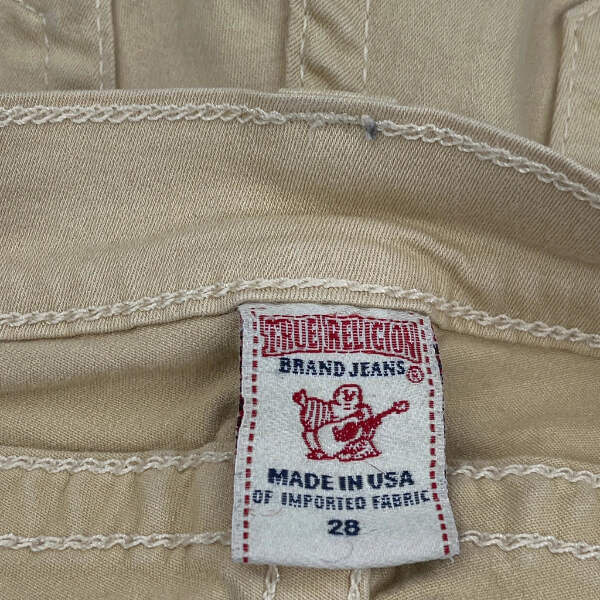 TRUE RELIGION
BRAND JEANS ®
MADE IN USA
OF IMPORTED FABRIC
28